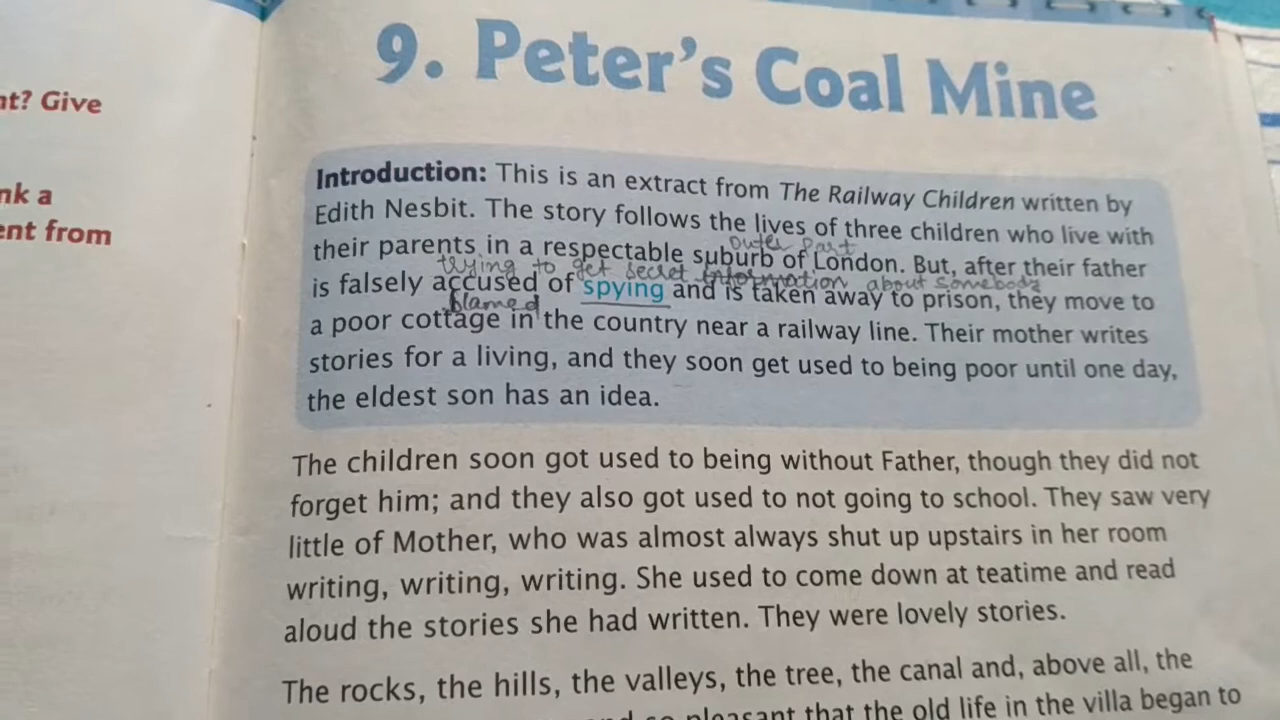 nt? Give
nk a
ent from
9. Peter's Coal Mine
Introduction: This is an extract from The Railway Children written by
Edith Nesbit. The story follows the lives of three children who live with
outer part
their parents in a respectable suburb of London. But, after their father
trying to get secret information about somebody
is falsely accused of spying and is taken away to prison, they move to
blamed
a poor cottage in the country near a railway line. Their mother writes
stories for a living, and they soon get used to being poor until one day,
the eldest son has an idea.
The children soon got used to being without Father, though they did not
forget him; and they also got used to not going to school. They saw very
little of Mother, who was almost always shut up upstairs in her room
writing, writing, writing. She used to come down at teatime and read
aloud the stories she had written. They were lovely stories.
The rocks, the hills, the valleys, the tree, the canal and, above all, the
so pleasant that the old life in the villa began to